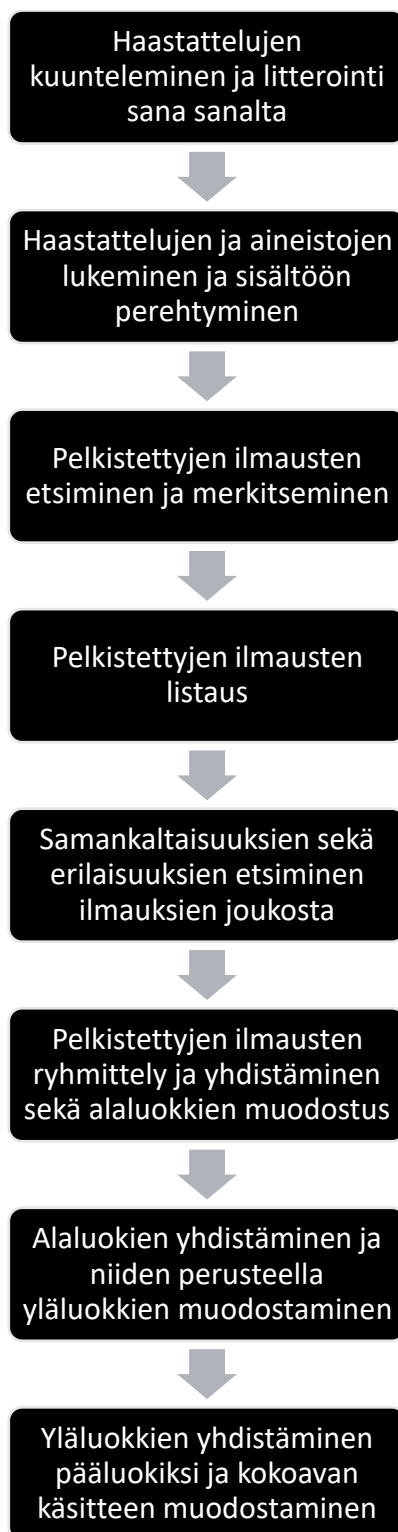 Haastattelujen
kuunteleminen ja litterointi
sana sanalta
Haastattelujen ja aineistojen
lukeminen ja sisältöön
perehtyminen
Pelkistettyjen ilmausten
etsiminen ja merkitseminen
Pelkistettyjen ilmausten
listaus
Samankaltaisuuksien sekä
erilaisuuksien etsiminen
ilmauksien joukosta
Pelkistettyjen ilmausten
ryhmittely ja yhdistäminen
sekä alaluokkien muodostus
Alaluokien yhdistäminen ja
niiden perusteella
yläluokkien muodostaminen
Yläluokkien yhdistäminen
pääluokiksi ja kokoavan
käsitteen muodostaminen